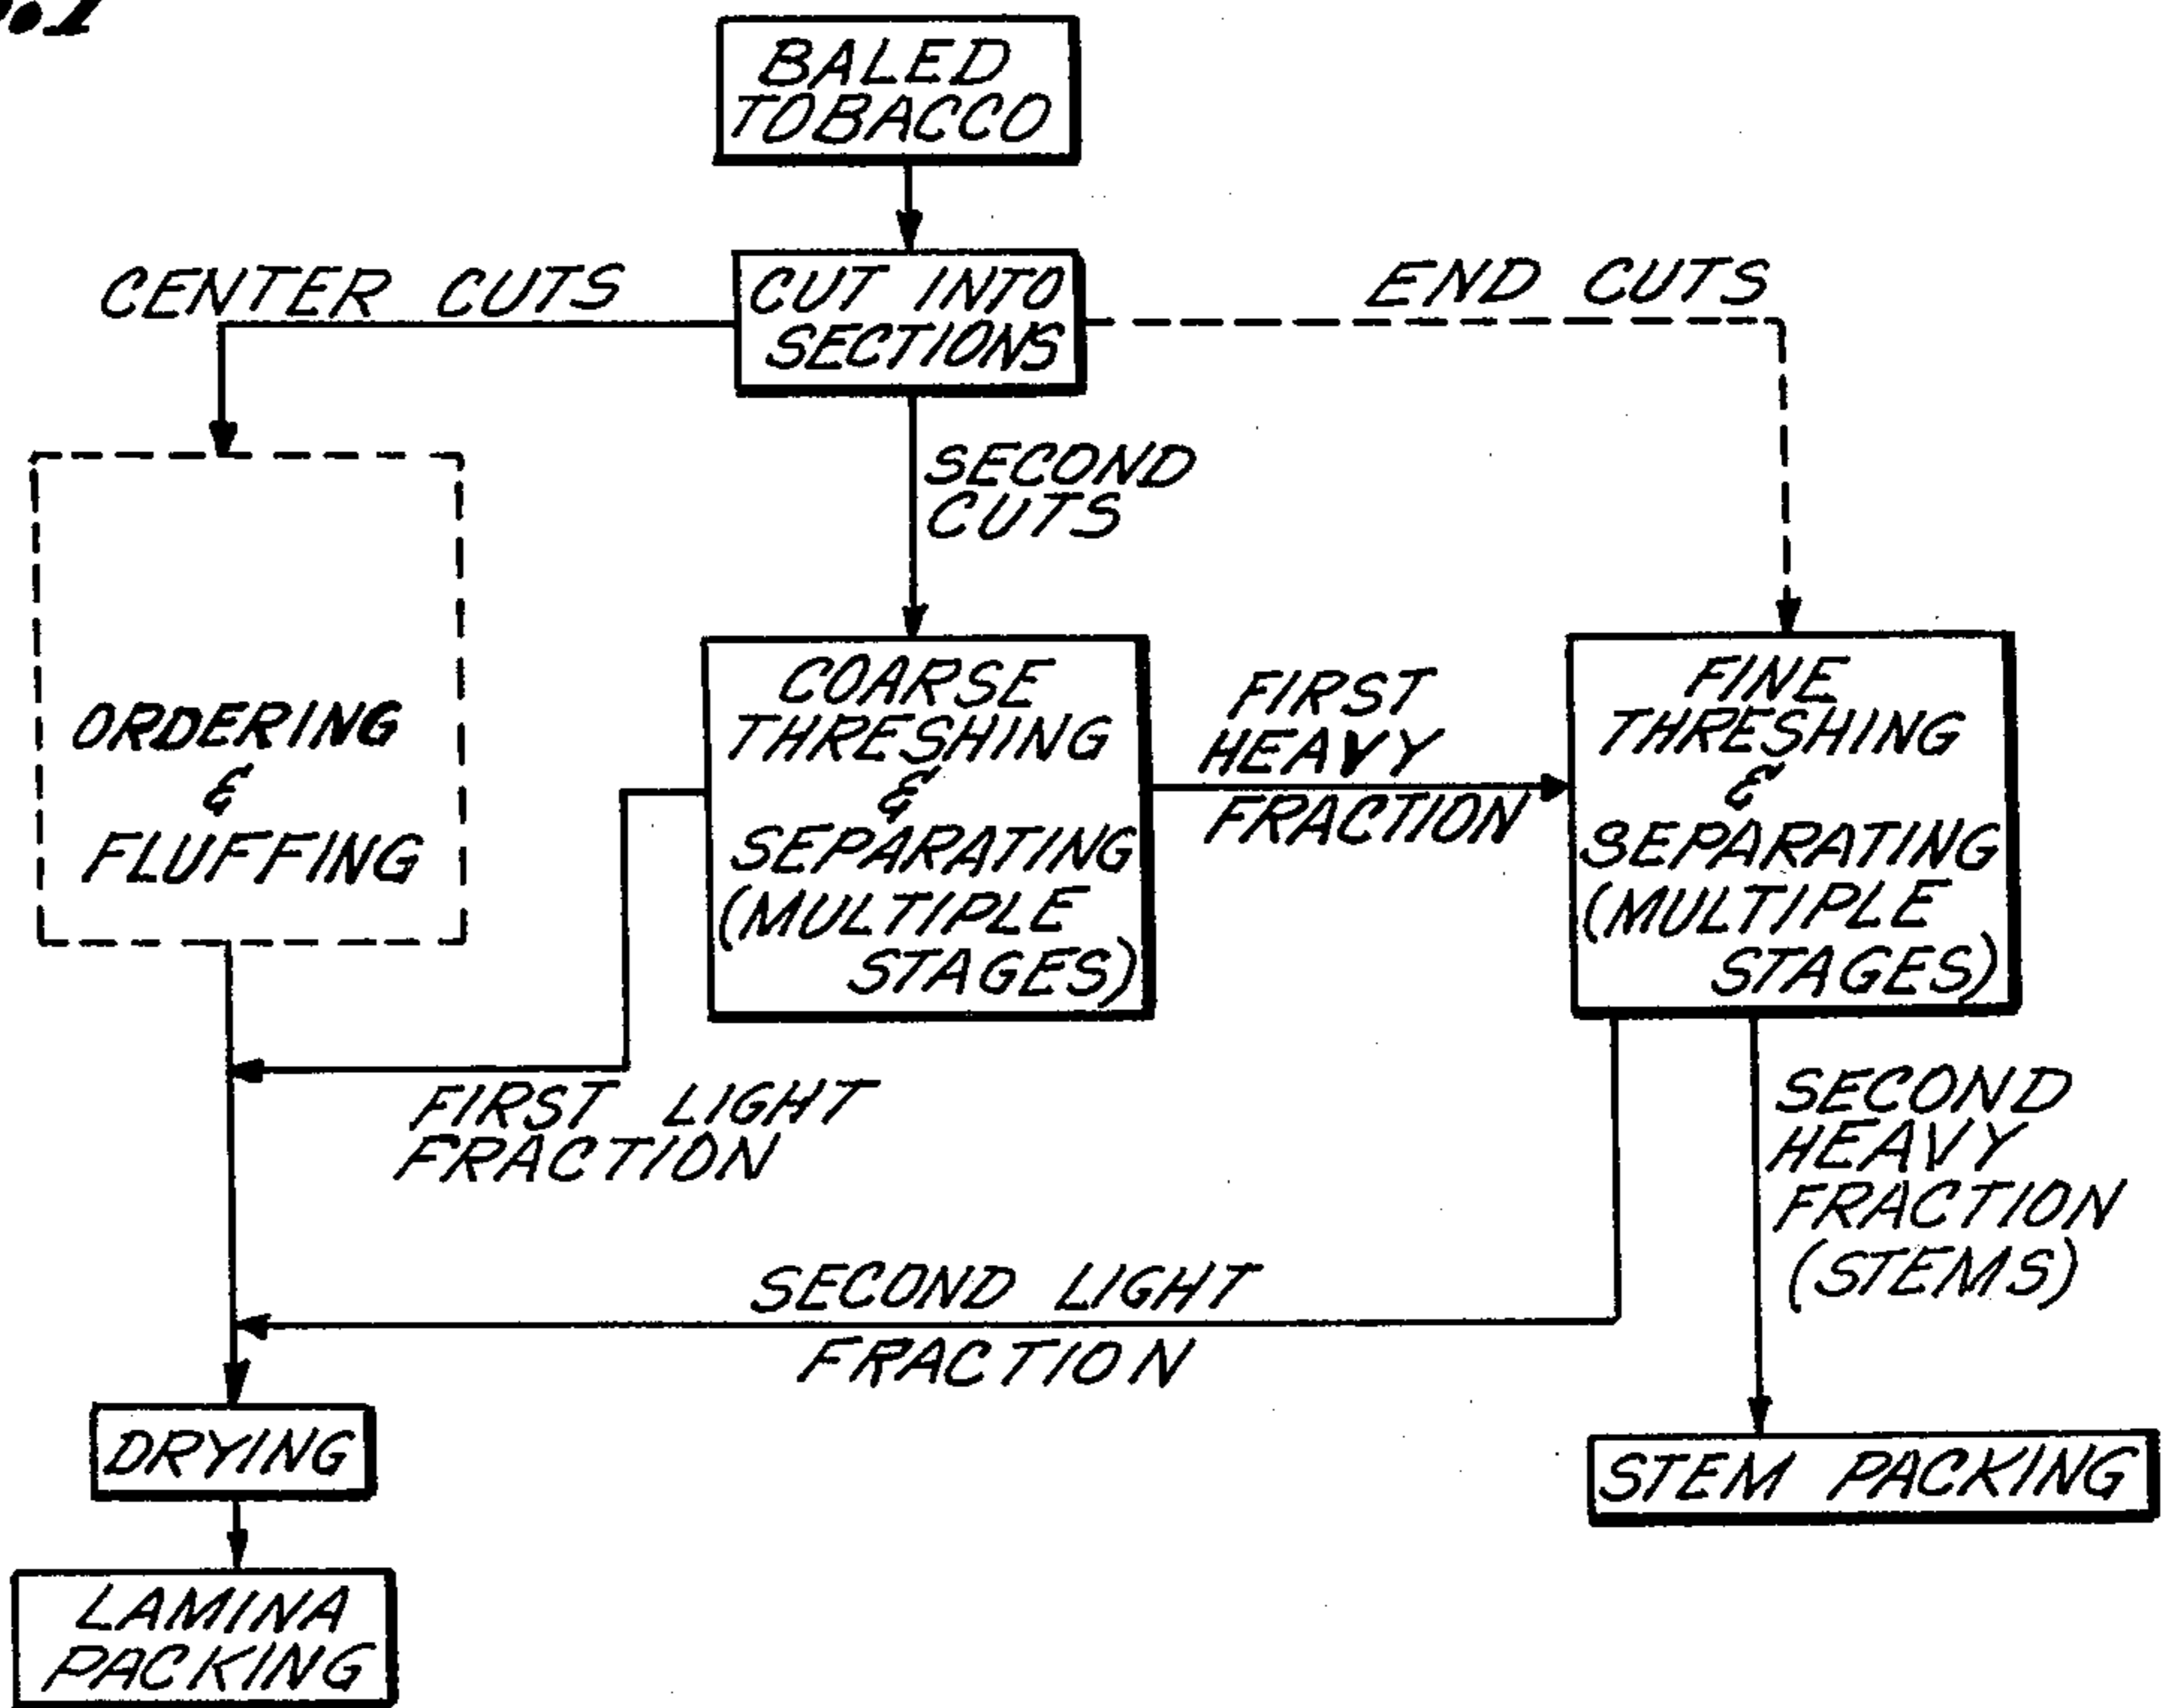 BALED
TOBACCO
CENTER CUTS
CUT INTO
SECTIONS
END CUTS
SECOND
CUTS
ORDERING
&
FLUFFING
COARSE
THRESHING
&
SEPARATING
(MULTIPLE
STAGES)
FIRST
HEAVY
FRACTION
FINE
THRESHING
&
SEPARATING
(MULTIPLE
STAGES)
FIRST LIGHT
FRACTION
SECOND
HEAVY
FRACTION
(STEMS)
SECOND LIGHT
FRACTION
DRYING
STEM PACKING
LAMINA
PACKING